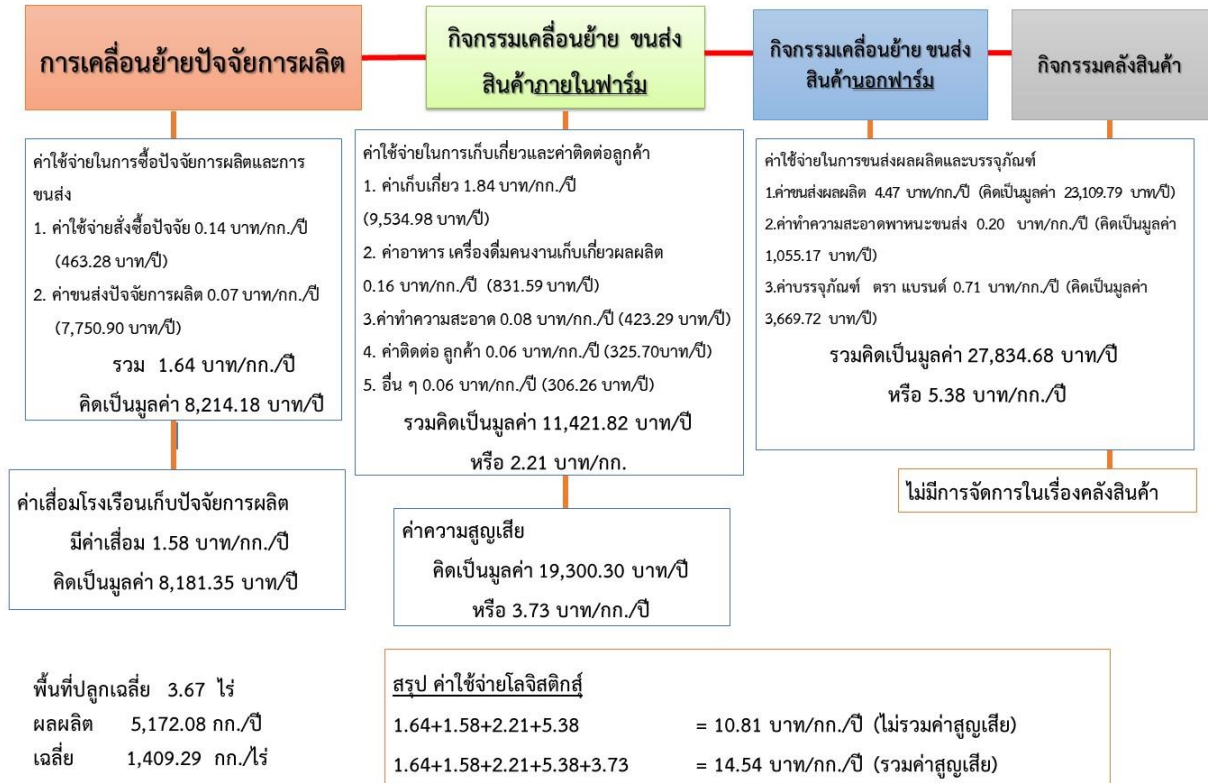 การเคลื่อนย้ายปัจจัยการผลิต
กิจกรรมเคลื่อนย้าย ขนส่ง
สินค้าภายในฟาร์ม
กิจกรรมเคลื่อนย้าย ขนส่ง
สินค้านอกฟาร์ม
กิจกรรมคลังสินค้า
ค่าใช้จ่ายในการซื้อปัจจัยการผลิตและการ
ขนส่ง
1. ค่าใช้จ่ายสั่งซื้อปัจจัย 0.14 บาท/กก./ปี
(463.28 บาท/ปี)
2. ค่าขนส่งปัจจัยการผลิต 0.07 บาท/กก./ปี
(7,750.90 บาท/ปี)
รวม 1.64 บาท/กก./ปี
คิดเป็นมูลค่า 8,214.18 บาท/ปี
ค่าเสื่อมโรงเรือนเก็บปัจจัยการผลิต
มีค่าเสื่อม 1.58 บาท/กก./ปี
คิดเป็นมูลค่า 8,181.35 บาท/ปี
ค่าใช้จ่ายในการเก็บเกี่ยวและค่าติดต่อลูกค้า
1. ค่าเก็บเกี่ยว 1.84 บาท/กก./ปี
(9,534.98 บาท/ปี)
2. ค่าอาหาร เครื่องดื่มคนงานเก็บเกี่ยวผลผลิต
0.16 บาท/กก./ปี (831.59 บาท/ปี)
3.ค่าทำความสะอาด 0.08 บาท/กก./ปี (423.29 บาท/ปี)
4. ค่าติดต่อ ลูกค้า 0.06 บาท/กก./ปี (325.70บาท/ปี)
5. อื่น ๆ 0.06 บาท/กก./ปี (306.26 บาท/ปี)
รวมคิดเป็นมูลค่า 11,421.82 บาท/ปี
หรือ 2.21 บาท/กก.
ค่าความสูญเสีย
คิดเป็นมูลค่า 19,300.30 บาท/ปี
หรือ 3.73 บาท/กก./ปี
ค่าใช้จ่ายในการขนส่งผลผลิตและบรรจุภัณฑ์
1.ค่าขนส่งผลผลิต 4.47 บาท/กก./ปี (คิดเป็นมูลค่า 23,109.79 บาท/ปี)
2.ค่าทำความสะอาดพาหนะขนส่ง 0.20 บาท/กก./ปี (คิดเป็นมูลค่า
1,055.17 บาท/ปี)
3.ค่าบรรจุภัณฑ์ ตรา แบรนด์ 0.71 บาท/กก./ปี (คิดเป็นมูลค่า
3,669.72 บาท/ปี)
รวมคิดเป็นมูลค่า 27,834.68 บาท/ปี
หรือ 5.38 บาท/กก./ปี
ไม่มีการจัดการในเรื่องคลังสินค้า
พื้นที่ปลูกเฉลี่ย 3.67 ไร่
ผลผลิต 5,172.08 กก./ปี
เฉลี่ย 1,409.29 กก./ไร่
สรุป ค่าใช้จ่ายโลจิสติกส์
1.64+1.58+2.21+5.38 = 10.81 บาท/กก./ปี (ไม่รวมค่าสูญเสีย)
1.64+1.58+2.21+5.38+3.73 = 14.54 บาท/กก./ปี (รวมค่าสูญเสีย)